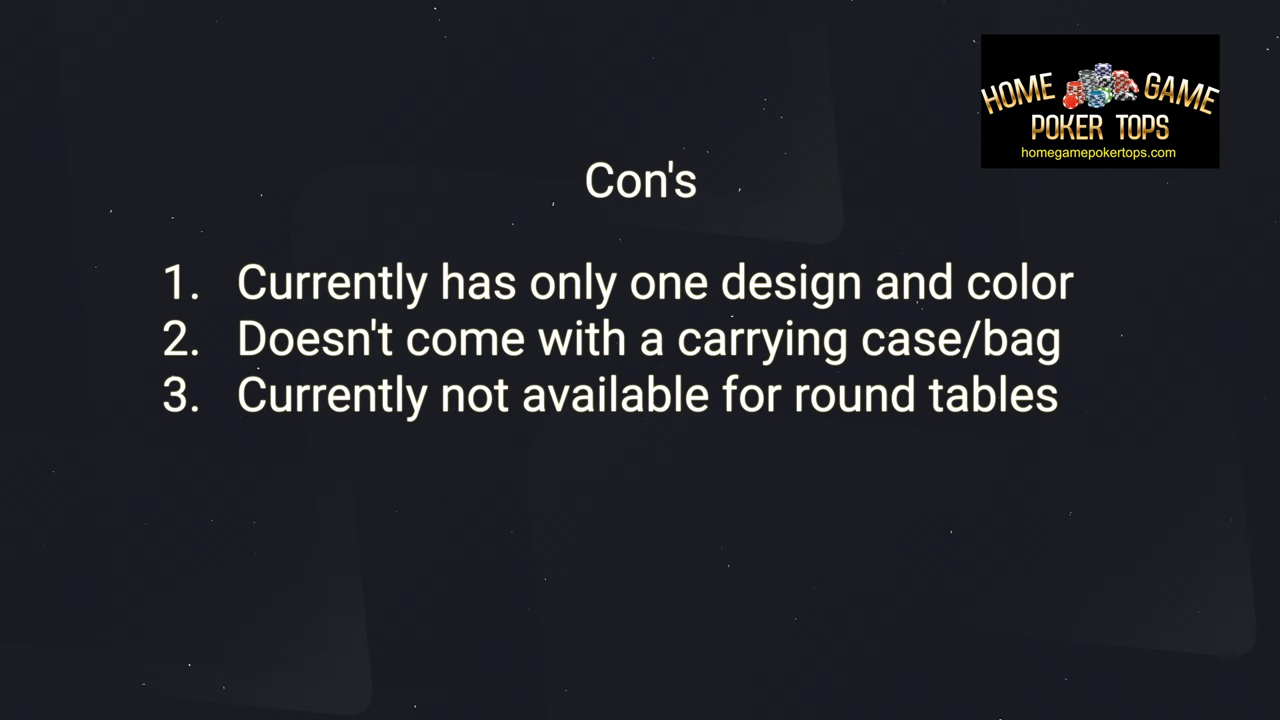 HOME GAME
POKER TOPS
homegamepokertops.com
Con's
1. Currently has only one design and color
2. Doesn't come with a carrying case/bag
3. Currently not available for round tables